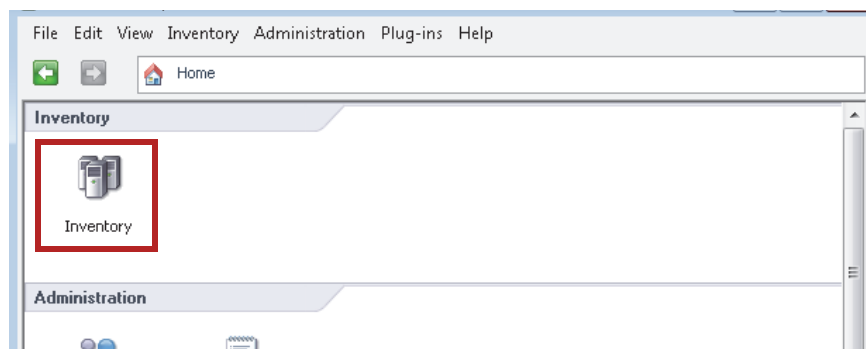 File Edit View Inventory Administration Plug-ins Help
Home
Inventory
Inventory
Administration